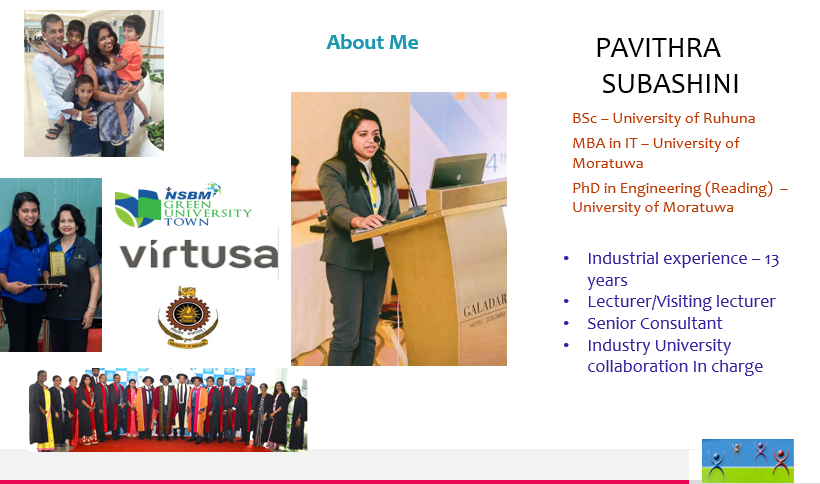 About Me
PAVITHRA
SUBASHINI
BSc – University of Ruhuna
MBA in IT – University of
Moratuwa
PhD in Engineering (Reading) –
University of Moratuwa
• Industrial experience – 13
years
• Lecturer/Visiting lecturer
• Senior Consultant
• Industry University
collaboration In charge
NSBM
GREEN
UNIVERSITY
TOWN
virtusa
4th
GALADAR
HOTEL COLOMBO